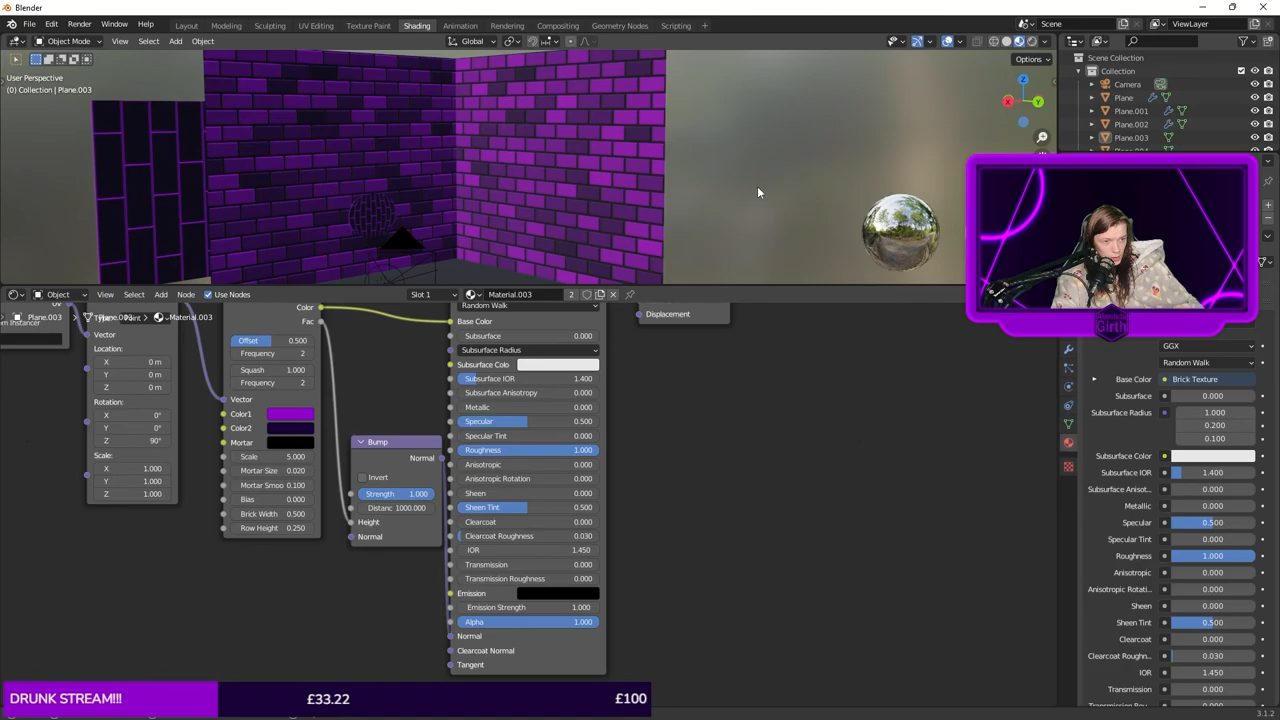 Blender
File Edit Render Window Help Layout Modeling Sculpting UV Editing Texture Paint Shading Animation Rendering Compositing Geometry Nodes Scripting + Scene ViewLayer
Object Mode View Select Add Object Global Options
User Perspective
(0) Collection | Plane.003
Z
X Y
Scene Collection
Collection
Camera
Plane
Plane.001
Plane.002
Plane.003
Object View Select Add Node Use Nodes Slot 1 Material.003 2
Plane.003 Material.003
Vector
Location:
X 0 m
Y 0 m
Z 0 m
Rotation:
X 0°
Y 0°
Z 90°
Scale:
X 1.000
Y 1.000
Z 1.000
Color
Fac
Offset 0.500
Frequency 2
Squash 1.000
Frequency 2
Vector
Color1
Color2
Mortar
Scale 5.000
Mortar Size 0.020
Mortar Smoo 0.100
Bias 0.000
Brick Width 0.500
Row Height 0.250
Bump
Normal
Invert
Strength 1.000
Distanc 1000.000
Height
Normal
Random Walk
Base Color
Subsurface 0.000
Subsurface Radius
Subsurface Colo
Subsurface IOR 1.400
Subsurface Anisotropy 0.000
Metallic 0.000
Specular 0.500
Specular Tint 0.000
Roughness 1.000
Anisotropic 0.000
Anisotropic Rotation 0.000
Sheen 0.000
Sheen Tint 0.500
Clearcoat 0.000
Clearcoat Roughness 0.030
IOR 1.450
Transmission 0.000
Transmission Roughness 0.000
Emission
Emission Strength 1.000
Alpha 1.000
Normal
Clearcoat Normal
Tangent
Displacement
Absolute
Girth
GGX
Random Walk
Base Color Brick Texture
Subsurface 0.000
Subsurface Radius 1.000
0.200
0.100
Subsurface Color
Subsurface IOR 1.400
Subsurface Anisot... 0.000
Metallic 0.000
Specular 0.500
Specular Tint 0.000
Roughness 1.000
Anisotropic 0.000
Anisotropic Rotati... 0.000
Sheen 0.000
Sheen Tint 0.500
Clearcoat 0.000
Clearcoat Roughn... 0.030
IOR 1.450
Transmission 0.000
3.1.2
DRUNK STREAM!!! £33.22 £100